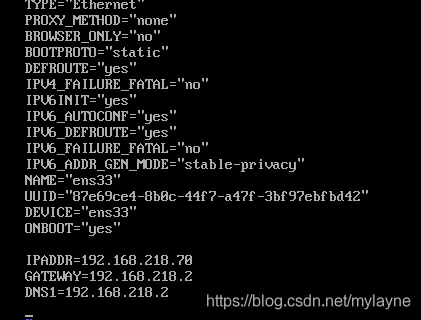 TYPE="Ethernet"
PROXY_METHOD="none"
BROWSER_ONLY="no"
BOOTPROTO="static"
DEFROUTE="yes"
IPV4_FAILURE_FATAL="no"
IPV6INIT="yes"
IPV6_AUTOCONF="yes"
IPV6_DEFROUTE="yes"
IPV6_FAILURE_FATAL="no"
IPV6_ADDR_GEN_MODE="stable-privacy"
NAME="ens33"
UUID="87e69ce4-8b0c-44f7-a47f-3bf97ebfbd42"
DEVICE="ens33"
ONBOOT="yes"
IPADDR=192.168.218.70
GATEWAY=192.168.218.2
DNS1=192.168.218.2
https://blog.csdn.net/mylayne